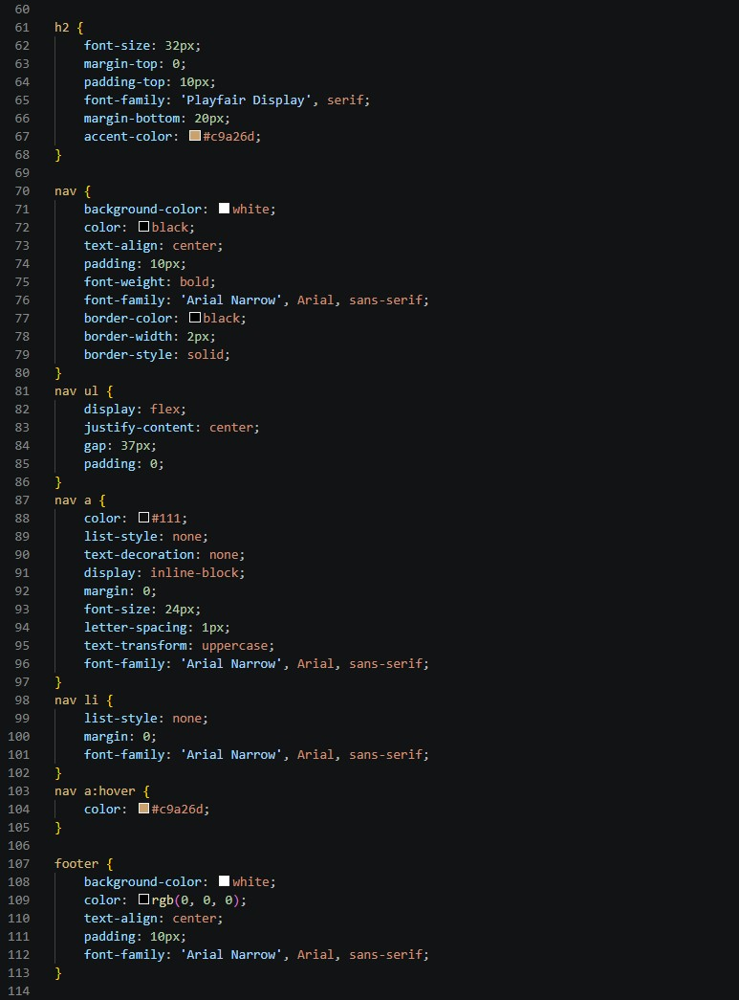 60
61 h2 {
62     font-size: 32px;
63     margin-top: 0;
64     padding-top: 10px;
65     font-family: 'Playfair Display', serif;
66     margin-bottom: 20px;
67     accent-color: #c9a26d;
68 }
69
70 nav {
71     background-color: white;
72     color: black;
73     text-align: center;
74     padding: 10px;
75     font-weight: bold;
76     font-family: 'Arial Narrow', Arial, sans-serif;
77     border-color: black;
78     border-width: 2px;
79     border-style: solid;
80 }
81 nav ul {
82     display: flex;
83     justify-content: center;
84     gap: 37px;
85     padding: 0;
86 }
87 nav a {
88     color: #111;
89     list-style: none;
90     text-decoration: none;
91     display: inline-block;
92     margin: 0;
93     font-size: 24px;
94     letter-spacing: 1px;
95     text-transform: uppercase;
96     font-family: 'Arial Narrow', Arial, sans-serif;
97 }
98 nav li {
99     list-style: none;
100     margin: 0;
101     font-family: 'Arial Narrow', Arial, sans-serif;
102 }
103 nav a:hover {
104     color: #c9a26d;
105 }
106
107 footer {
108     background-color: white;
109     color: rgb(0, 0, 0);
110     text-align: center;
111     padding: 10px;
112     font-family: 'Arial Narrow', Arial, sans-serif;
113 }
114